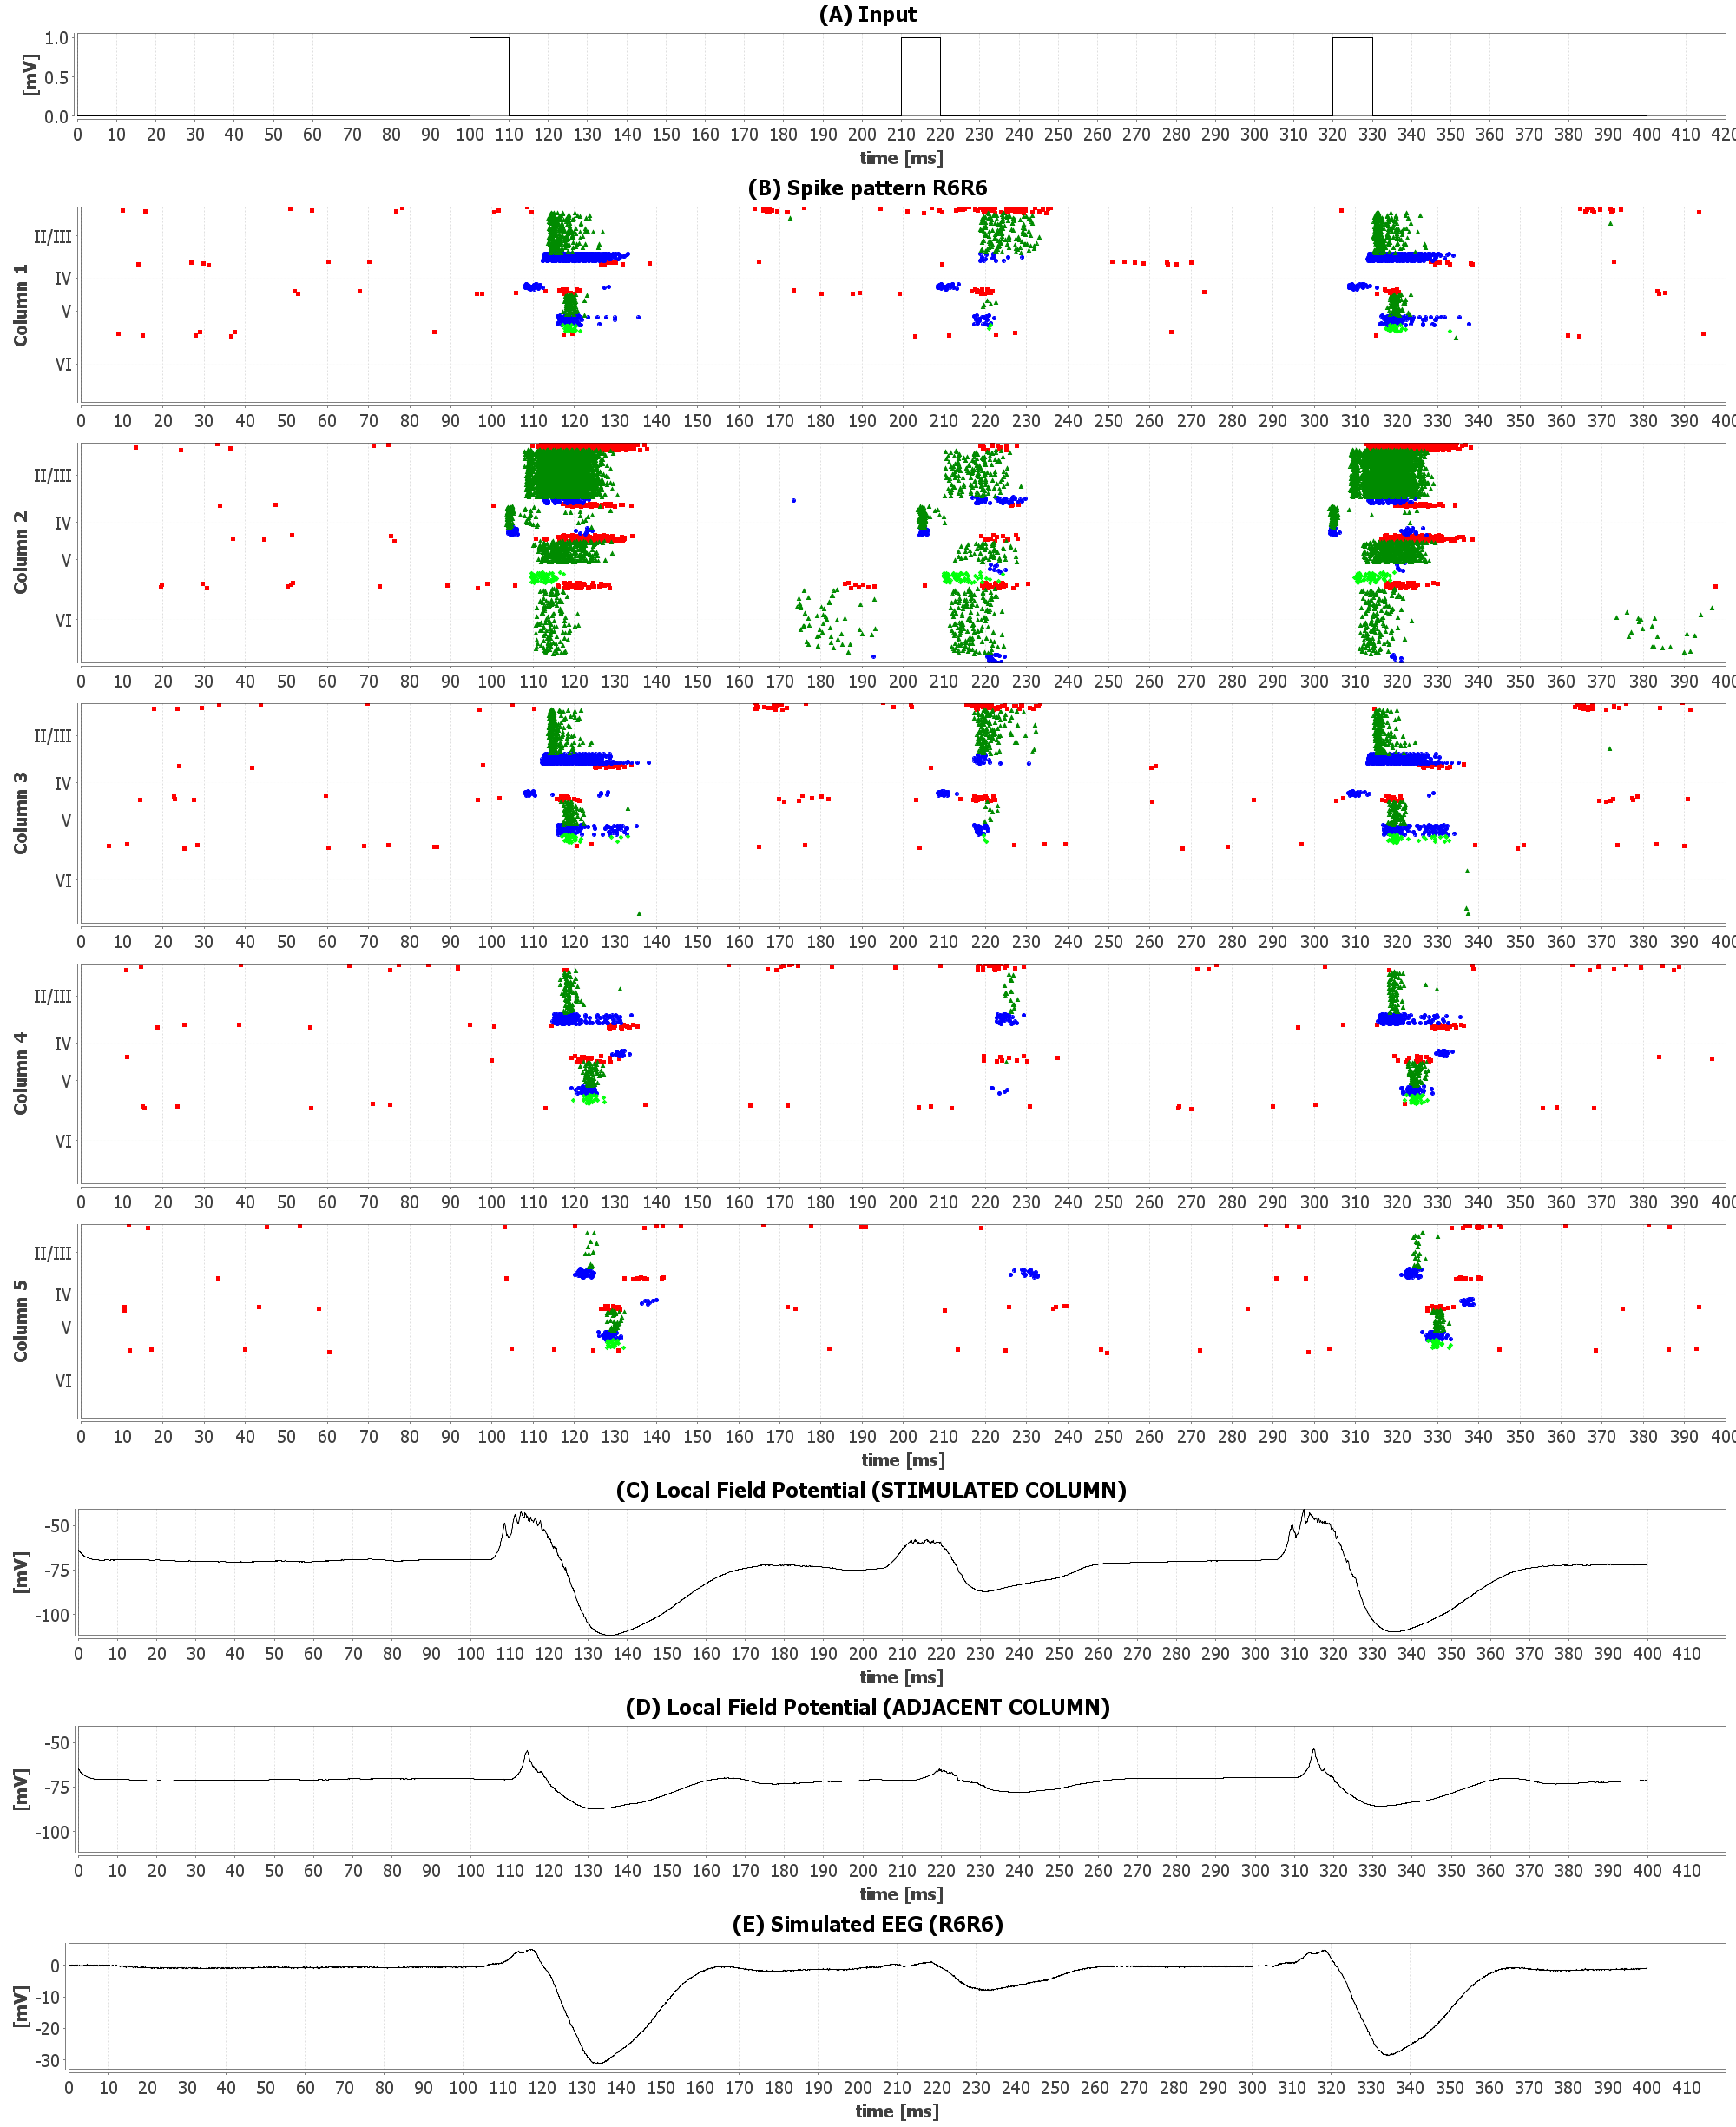 (A) Input
[mV]
1.0
0.5
0.0
0 10 20 30 40 50 60 70 80 90 100 110 120 130 140 150 160 170 180 190 200 210 220 230 240 250 260 270 280 290 300 310 320 330 340 350 360 370 380 390 400 410 420
time [ms]
(B) Spike pattern R6R6
Column 1
II/III
IV
V
VI
0 10 20 30 40 50 60 70 80 90 100 110 120 130 140 150 160 170 180 190 200 210 220 230 240 250 260 270 280 290 300 310 320 330 340 350 360 370 380 390 400
Column 2
II/III
IV
V
VI
0 10 20 30 40 50 60 70 80 90 100 110 120 130 140 150 160 170 180 190 200 210 220 230 240 250 260 270 280 290 300 310 320 330 340 350 360 370 380 390 400
Column 3
II/III
IV
V
VI
0 10 20 30 40 50 60 70 80 90 100 110 120 130 140 150 160 170 180 190 200 210 220 230 240 250 260 270 280 290 300 310 320 330 340 350 360 370 380 390 400
Column 4
II/III
IV
V
VI
0 10 20 30 40 50 60 70 80 90 100 110 120 130 140 150 160 170 180 190 200 210 220 230 240 250 260 270 280 290 300 310 320 330 340 350 360 370 380 390 400
Column 5
II/III
IV
V
VI
0 10 20 30 40 50 60 70 80 90 100 110 120 130 140 150 160 170 180 190 200 210 220 230 240 250 260 270 280 290 300 310 320 330 340 350 360 370 380 390 400
time [ms]
(C) Local Field Potential (STIMULATED COLUMN)
[mV]
-50
-75
-100
0 10 20 30 40 50 60 70 80 90 100 110 120 130 140 150 160 170 180 190 200 210 220 230 240 250 260 270 280 290 300 310 320 330 340 350 360 370 380 390 400 410
time [ms]
(D) Local Field Potential (ADJACENT COLUMN)
[mV]
-50
-75
-100
0 10 20 30 40 50 60 70 80 90 100 110 120 130 140 150 160 170 180 190 200 210 220 230 240 250 260 270 280 290 300 310 320 330 340 350 360 370 380 390 400 410
time [ms]
(E) Simulated EEG (R6R6)
[mV]
0
-10
-20
-30
0 10 20 30 40 50 60 70 80 90 100 110 120 130 140 150 160 170 180 190 200 210 220 230 240 250 260 270 280 290 300 310 320 330 340 350 360 370 380 390 400 410
time [ms]